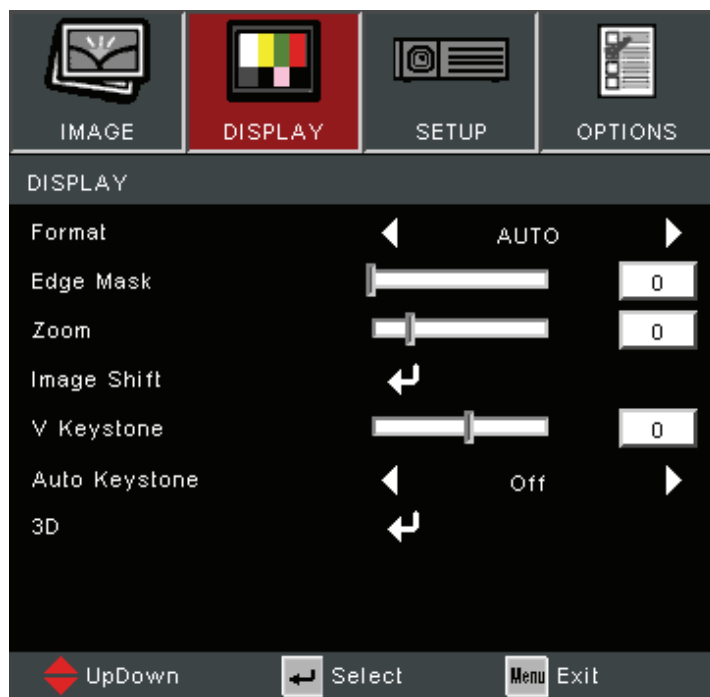 IMAGE DISPLAY SETUP OPTIONS
DISPLAY
Format AUTO
Edge Mask 0
Zoom 0
Image Shift
V Keystone 0
Auto Keystone Off
3D
UpDown Select Menu Exit